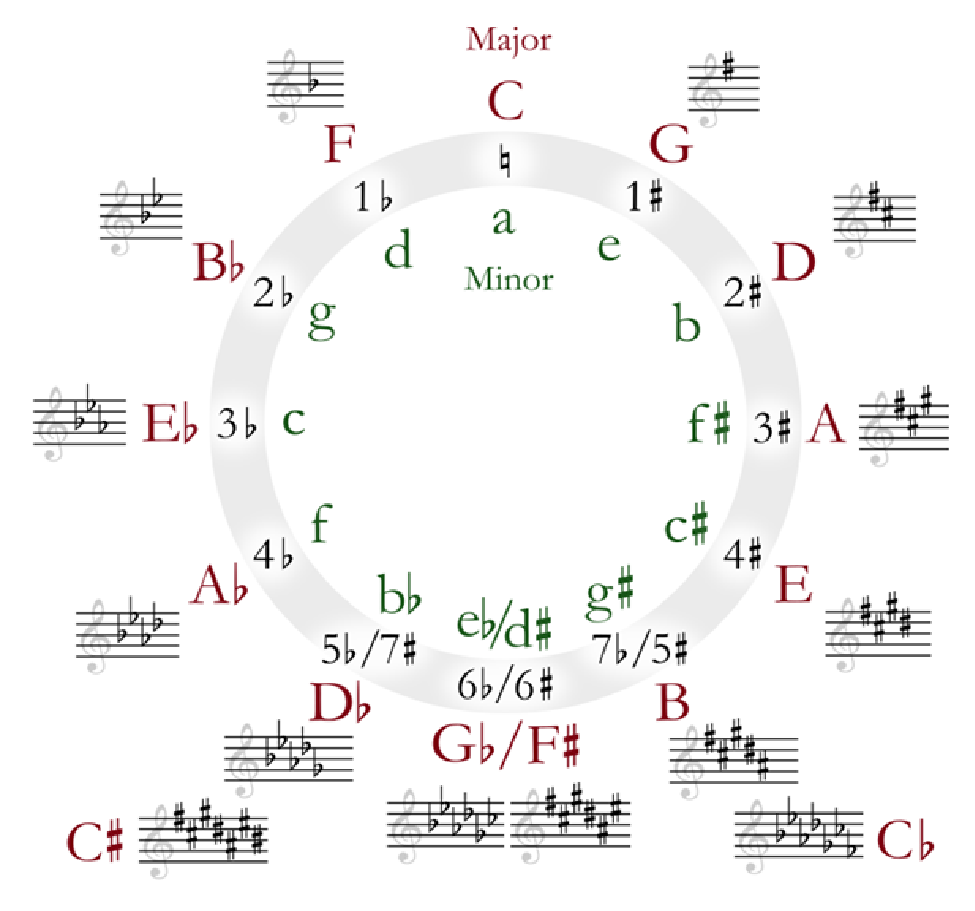 Major
C
F
G
♮
1♭
1♯
a
d
e
B♭
D
Minor
2♭
2♯
g
b
E♭
3♭
c
f♯
3♯
A
f
c♯
4♭
4♯
A♭
E
b♭
e♭/d♯
g♯
5♭/7♯
6♭/6♯
7♭/5♯
D♭
G♭/F♯
B
C♯
C♭